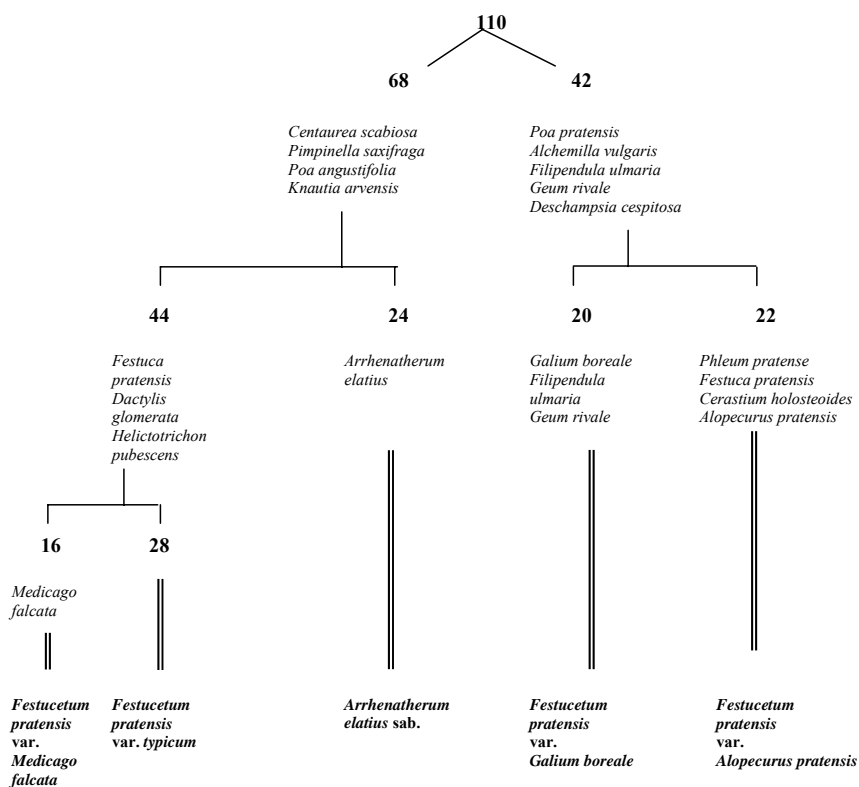 110
68
42
Centaurea scabiosa
Pimpinella saxifraga
Poa angustifolia
Knautia arvensis
Poa pratensis
Alchemilla vulgaris
Filipendula ulmaria
Geum rivale
Deschampsia cespitosa
44
24
20
22
Festuca
pratensis
Dactylis
glomerata
Helictotrichon
pubescens
Arrhenatherum
elatius
Galium boreale
Filipendula
ulmaria
Geum rivale
Phleum pratense
Festuca pratensis
Cerastium holosteoides
Alopecurus pratensis
16
28
Medicago
falcata
Festucetum
pratensis
var.
Medicago
falcata
Festucetum
pratensis
var. typicum
Arrhenatherum
elatius sab.
Festucetum
pratensis
var.
Galium boreale
Festucetum
pratensis
var.
Alopecurus pratensis